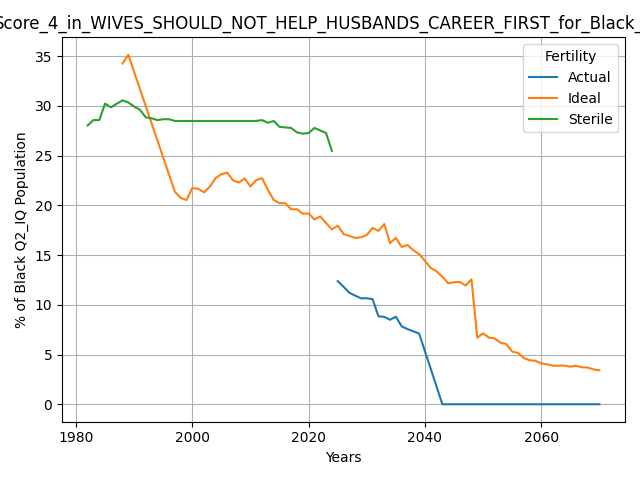 Score_4_in_WIVES_SHOULD_NOT_HELP_HUSBANDS_CAREER_FIRST_for_Black_
% of Black Q2_IQ Population
35
30
25
20
15
10
5
0
Fertility
Actual
Ideal
Sterile
1980 2000 2020 2040 2060
Years